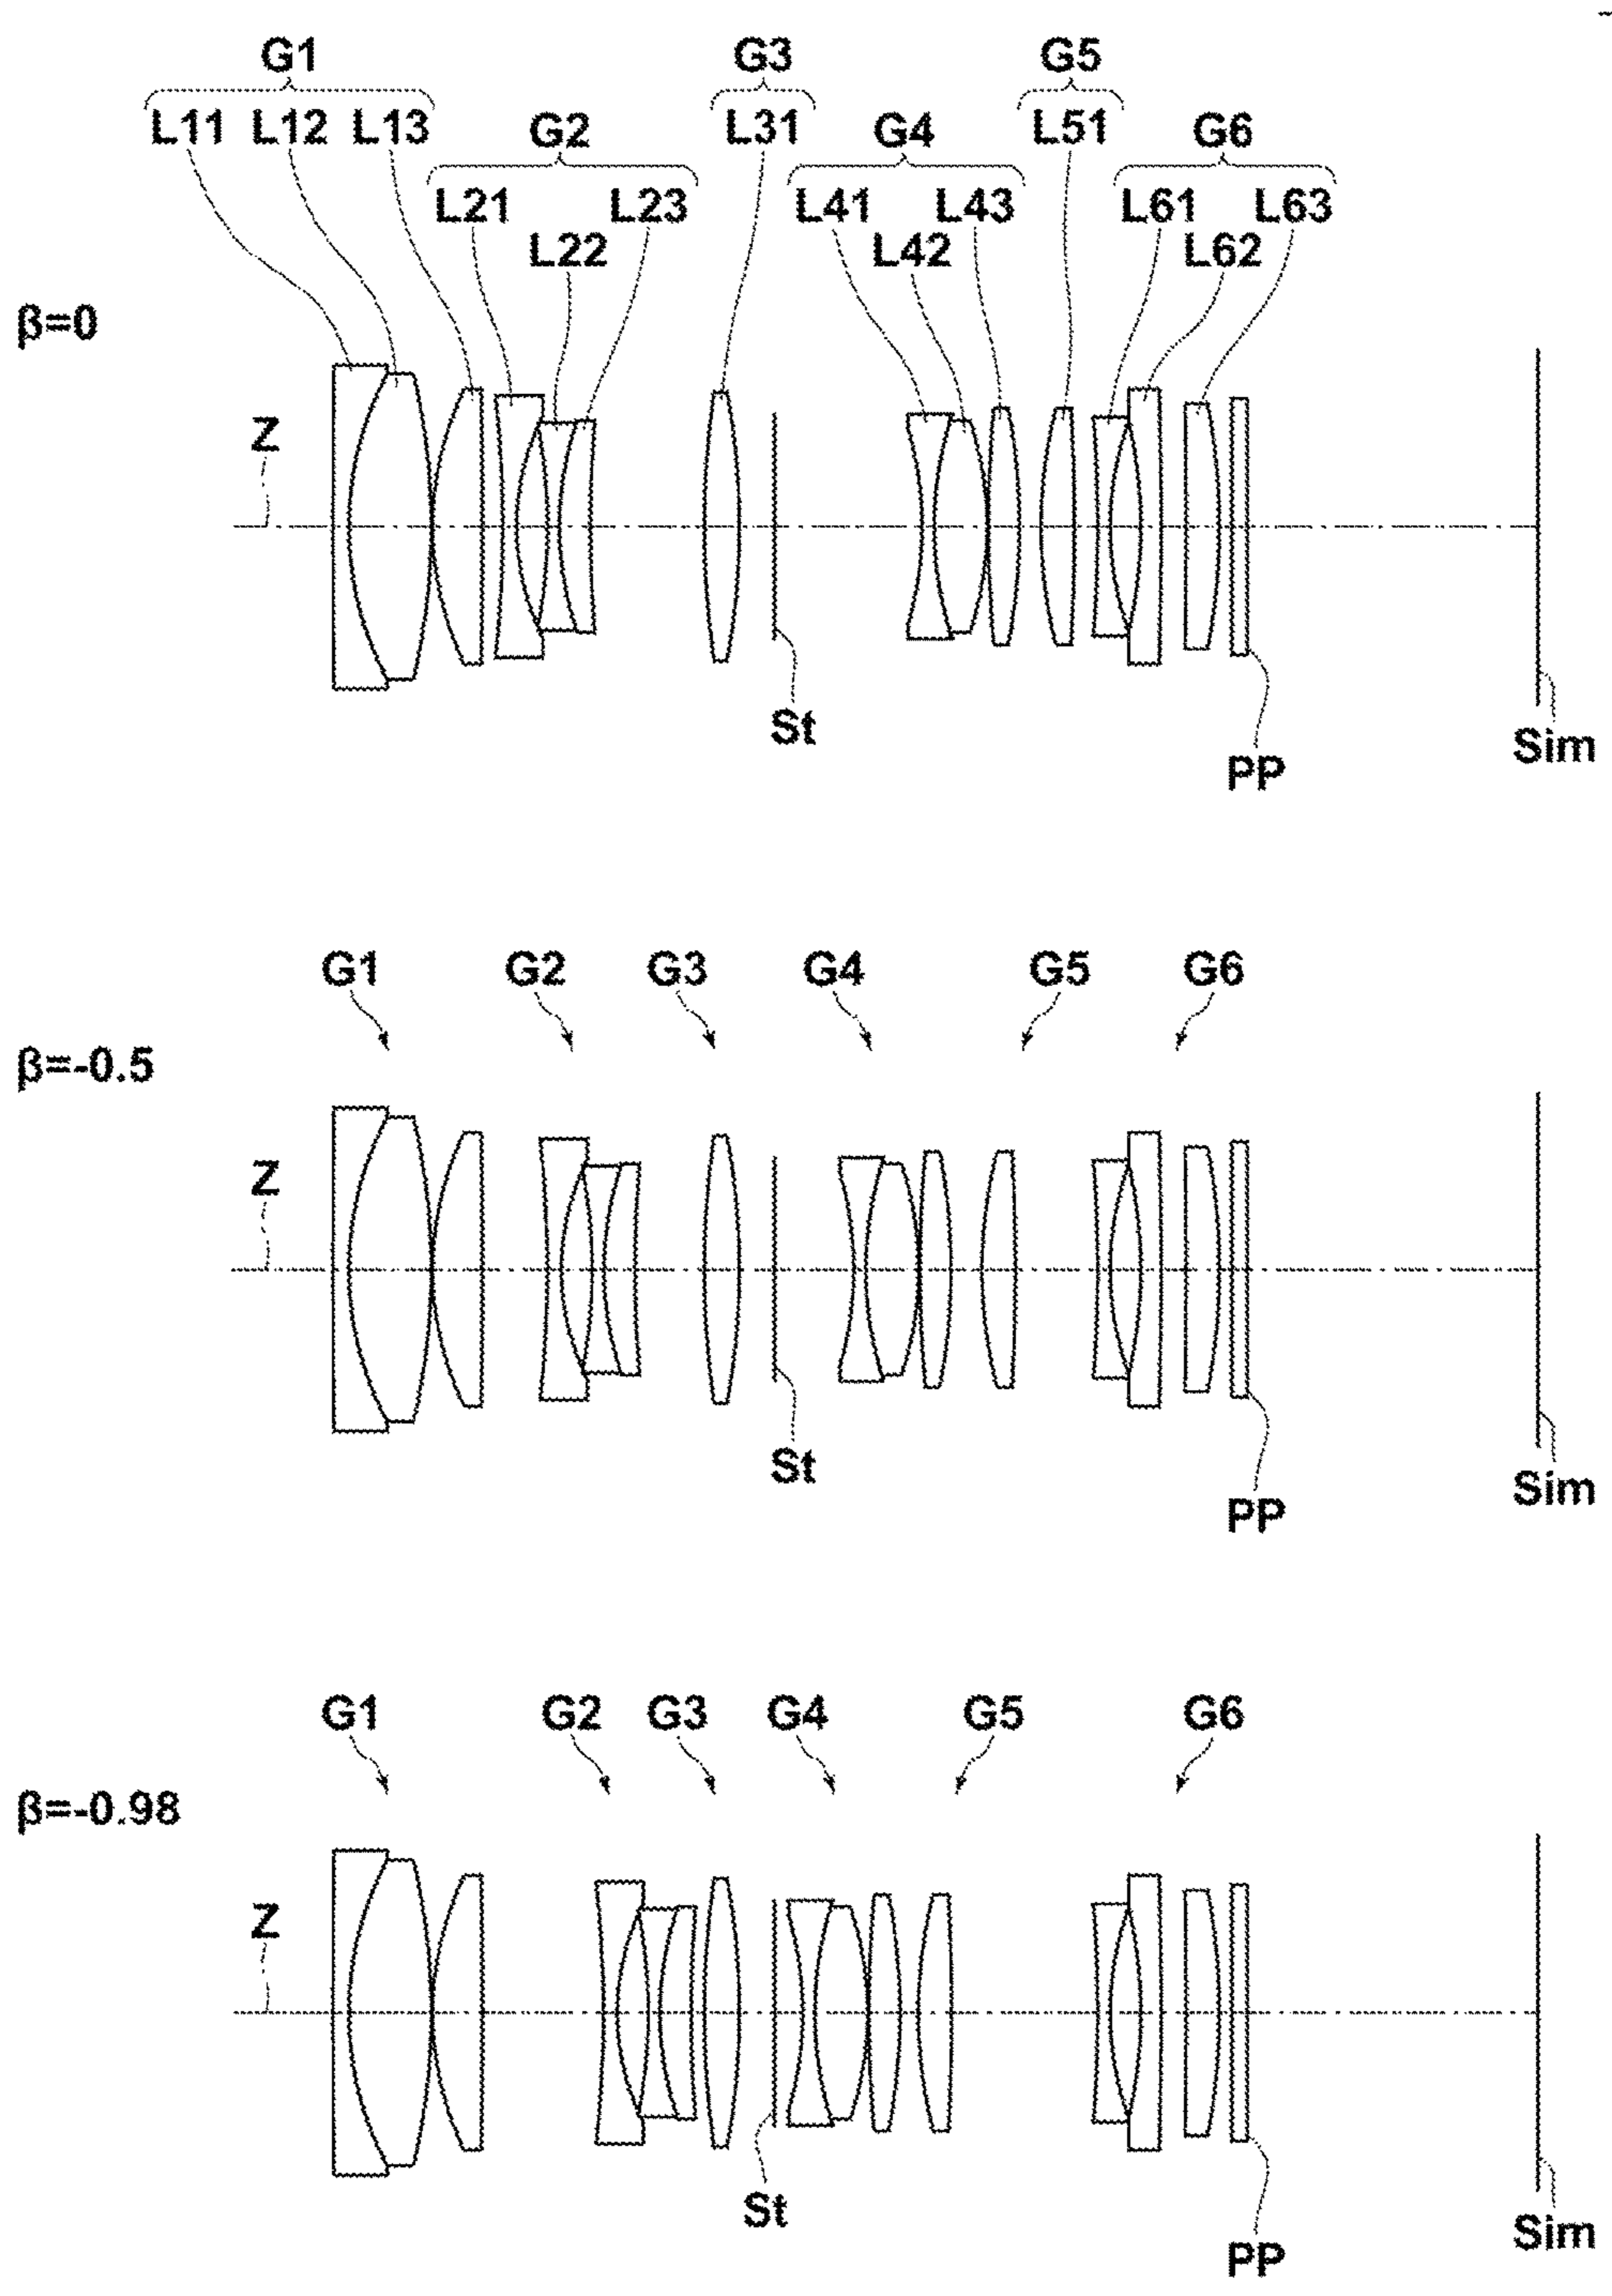 G1 G3 G5
L11 L12 L13 G2 L31 G4 L51 G6
L21 L23 L41 L43 L61 L63
L22 L42 L62
β=0
Z
St
PP
Sim
G1 G2 G3 G4 G5 G6
β=-0.5
Z
St
PP
Sim
G1 G2 G3 G4 G5 G6
β=-0.98
Z
St
PP
Sim